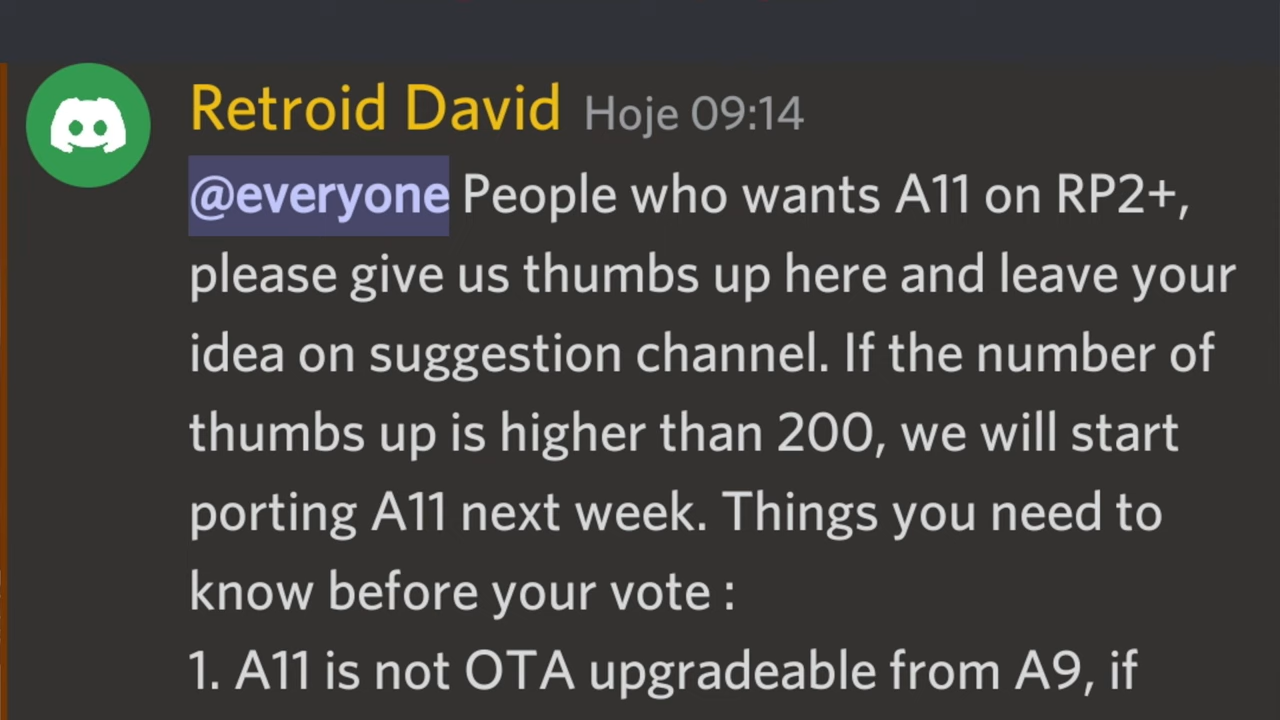 Retroid David Hoje 09:14
@everyone People who wants A11 on RP2+,
please give us thumbs up here and leave your
idea on suggestion channel. If the number of
thumbs up is higher than 200, we will start
porting A11 next week. Things you need to
know before your vote :
1. A11 is not OTA upgradeable from A9, if